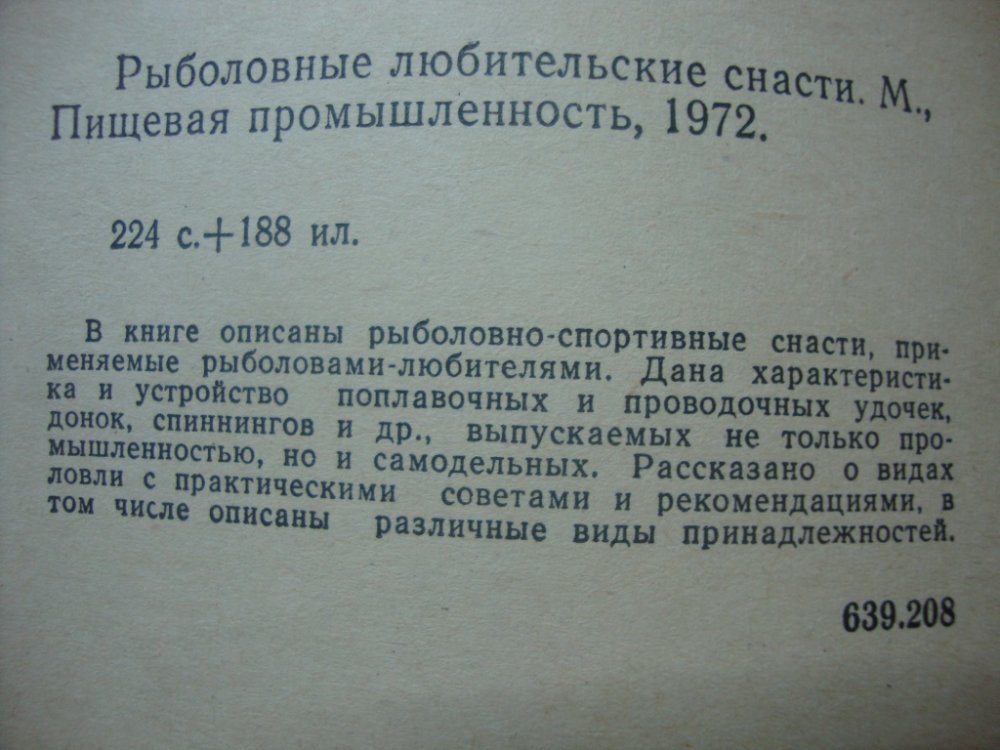 Рыболовные любительские снасти. М.,
Пищевая промышленность, 1972.
224 с.+188 ил.
В книге описаны рыболовно-спортивные снасти, при-
меняемые рыболовами-любителями. Дана характеристи-
ка и устройство поплавочных и проводочных удочек,
донок, спиннингов и др., выпускаемых не только про-
мышленностью, но и самодельных. Рассказано о видах
ловли с практическими советами и рекомендациями, в
том числе описаны различные виды принадлежностей.
639.208